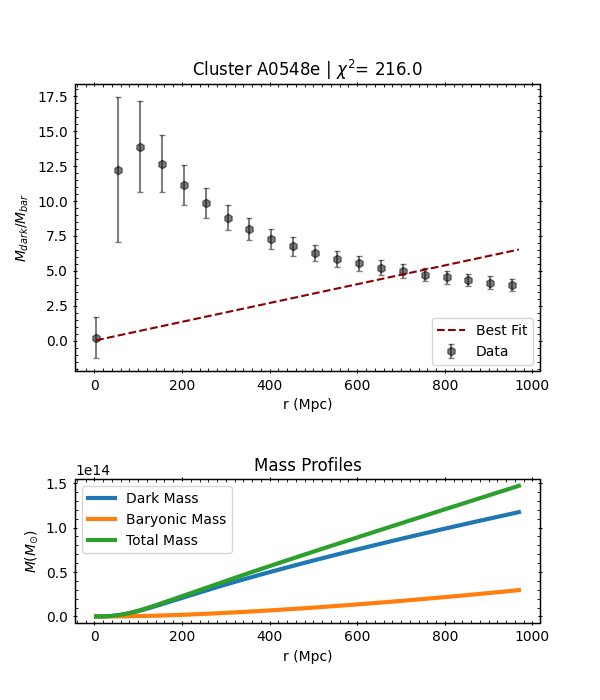 Cluster A0548e | χ²= 216.0
M_dark/M_bar
17.5
15.0
12.5
10.0
7.5
5.0
2.5
0.0
Best Fit
Data
0 200 400 600 800 1000
r (Mpc)
Mass Profiles
1e14
M(M⊙)
1.5
1.0
0.5
0.0
Dark Mass
Baryonic Mass
Total Mass
0 200 400 600 800 1000
r (Mpc)